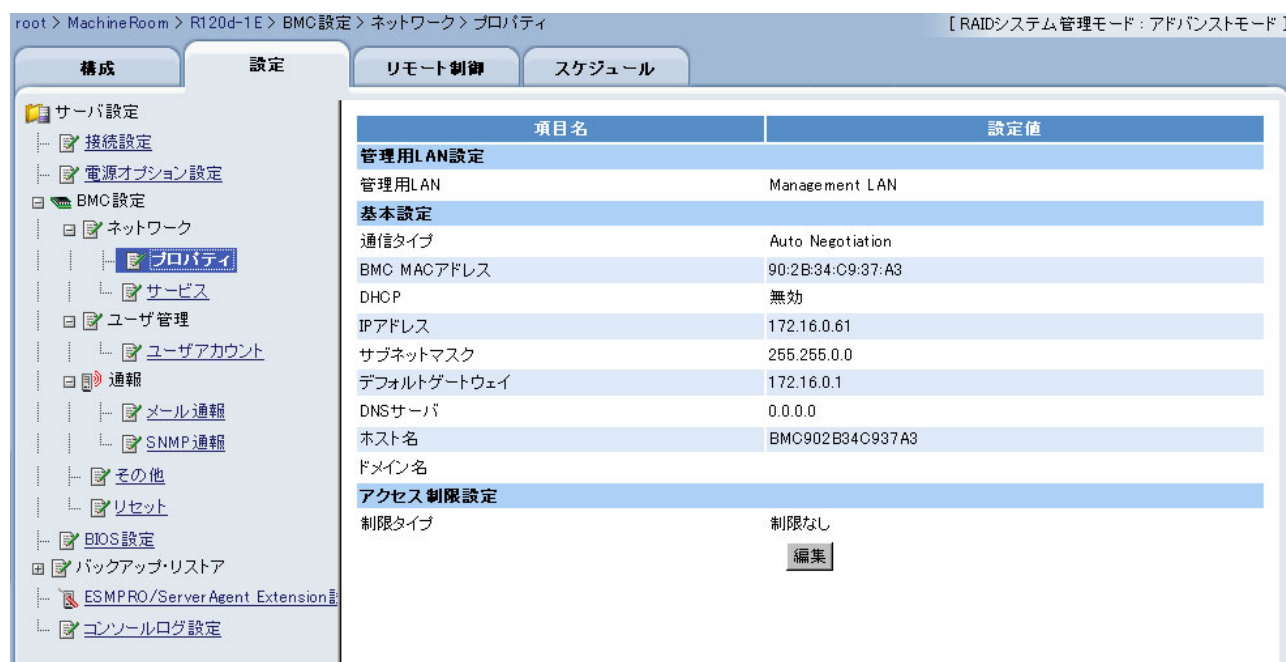 root > MachineRoom > R120d-1E > BMC設定 > ネットワーク > プロパティ
[ RAIDシステム管理モード : アドバンストモード ]
構成 設定 リモート制御 スケジュール
サーバ設定
接続設定
電源オプション設定
BMC設定
ネットワーク
プロパティ
サービス
ユーザ管理
ユーザアカウント
通報
メール通報
SNMP通報
その他
リセット
BIOS設定
バックアップ・リストア
ESMPRO/ServerAgent Extension
コンソールログ設定
項目名 設定値
管理用LAN設定
管理用LAN Management LAN
基本設定
通信タイプ Auto Negotiation
BMC MACアドレス 90:2B:34:C9:37:A3
DHCP 無効
IPアドレス 172.16.0.61
サブネットマスク 255.255.0.0
デフォルトゲートウェイ 172.16.0.1
DNSサーバ 0.0.0.0
ホスト名 BMC902B34C937A3
ドメイン名
アクセス制限設定
制限タイプ 制限なし
編集